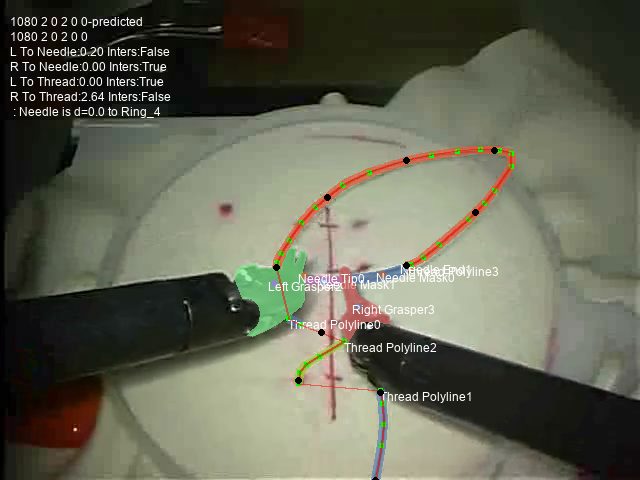 1080 2 0 2 0 0-predicted
1080 2 0 2 0 0
L To Needle:0.20 Inters:False
R To Needle:0.00 Inters:True
L To Thread:0.00 Inters:True
R To Thread:2.64 Inters:False
: Needle is d=0.0 to Ring_4
Needle End1
Thread Polyline3
Needle Tip0
Needle Mask0
Needle Mask1
Left Grasper2
Right Grasper3
Thread Polyline0
Thread Polyline2
Thread Polyline1